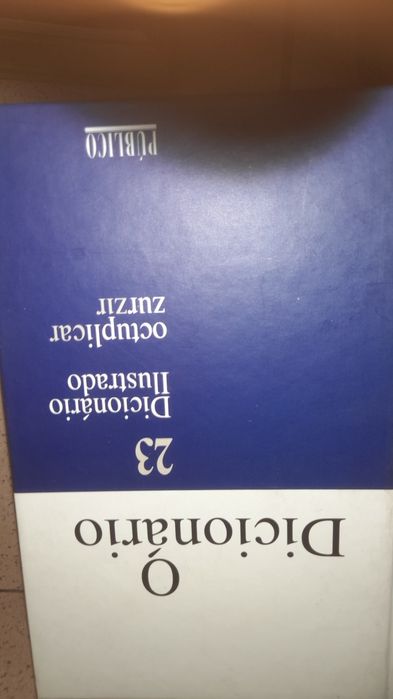 O
Dicionário
23
Dicionário
Ilustrado
octuplicar
zurzir
PÚBLICO